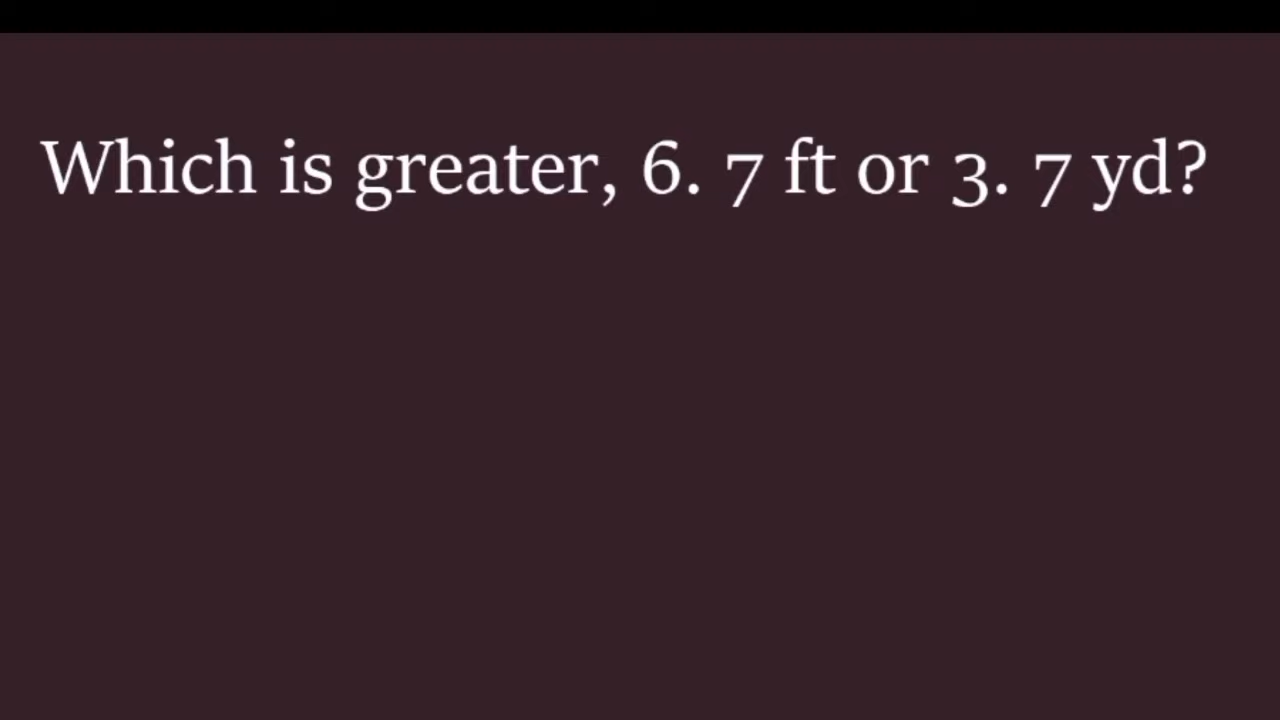 Which is greater, 6. 7 ft or 3. 7 yd?